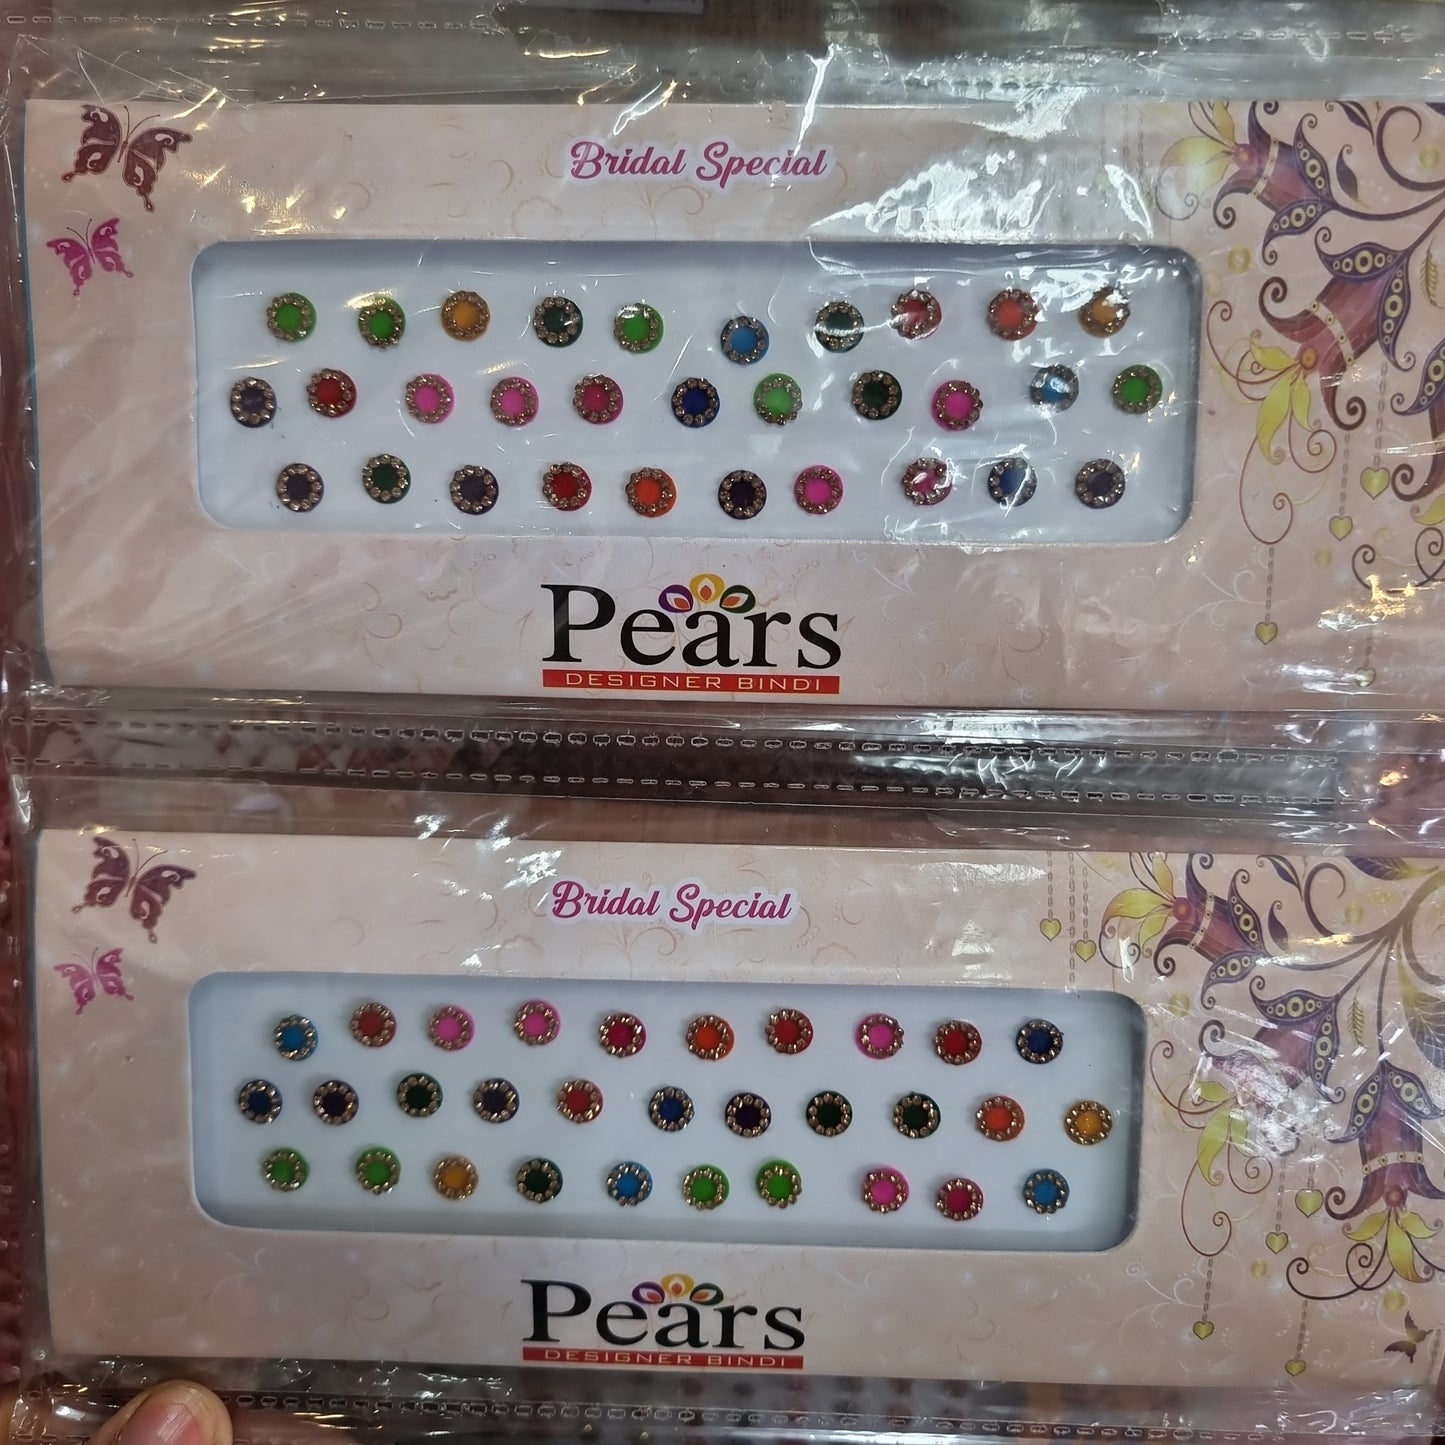 Bridal Special
Pears
DESIGNER BINDI
Bridal Special
Pears
DESIGNER BINDI